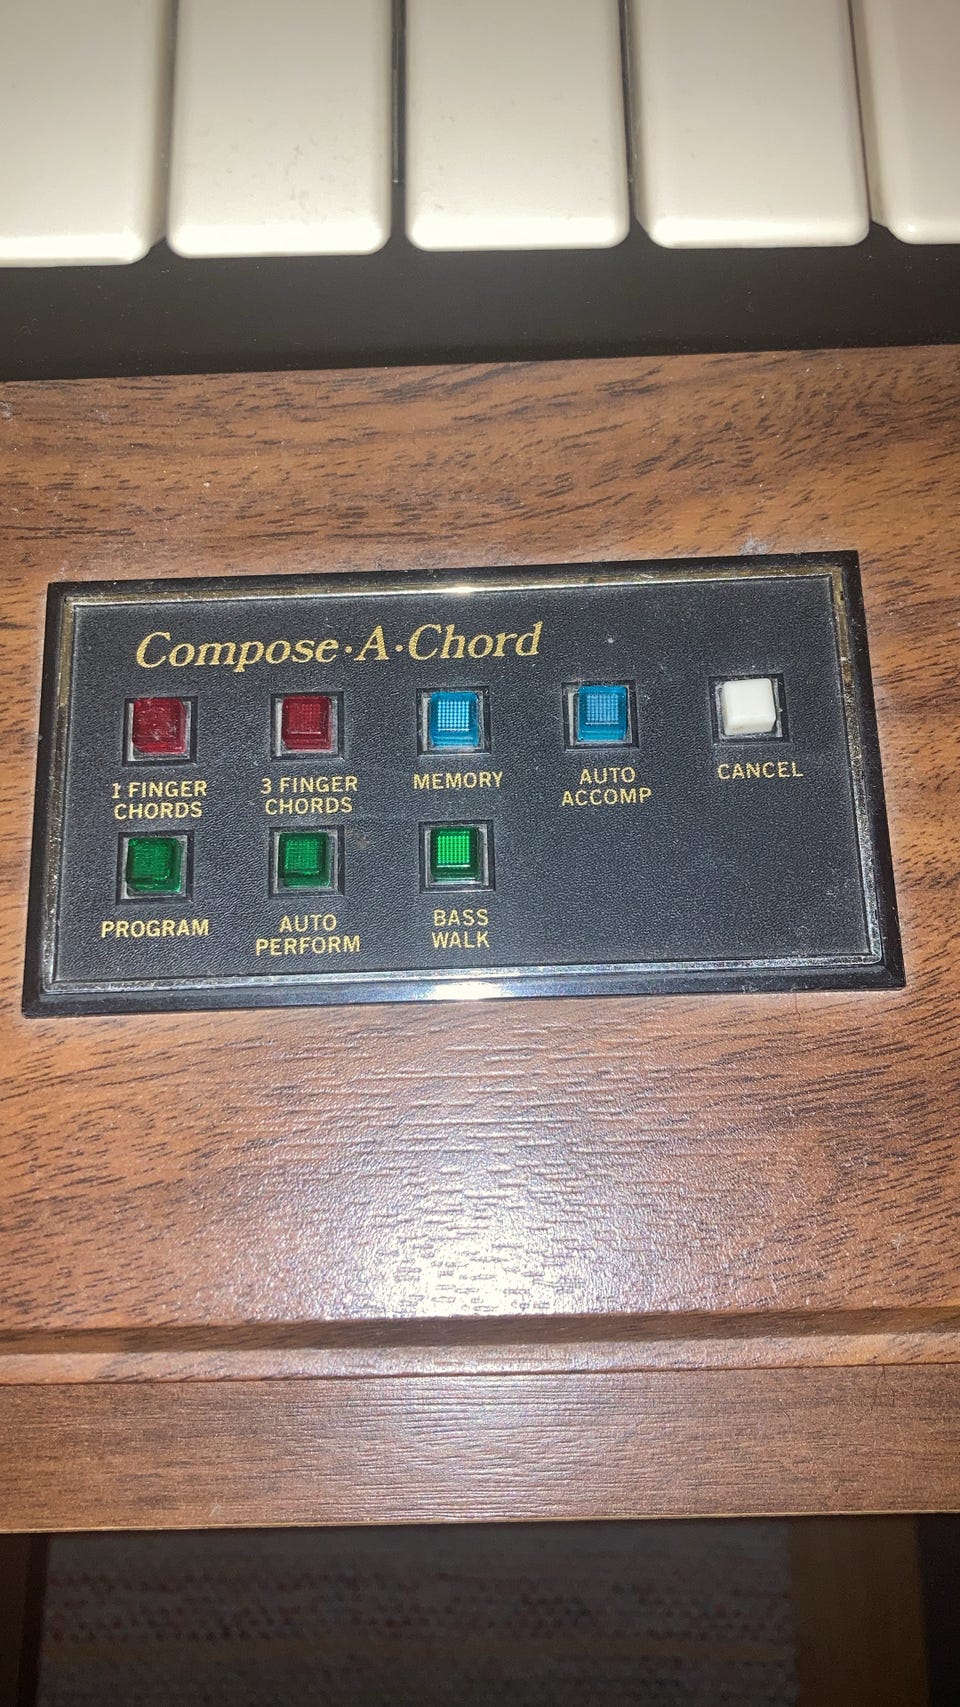 Compose·A·Chord
1 FINGER
CHORDS
3 FINGER
CHORDS
MEMORY
AUTO
ACCOMP
CANCEL
PROGRAM
AUTO
PERFORM
BASS
WALK